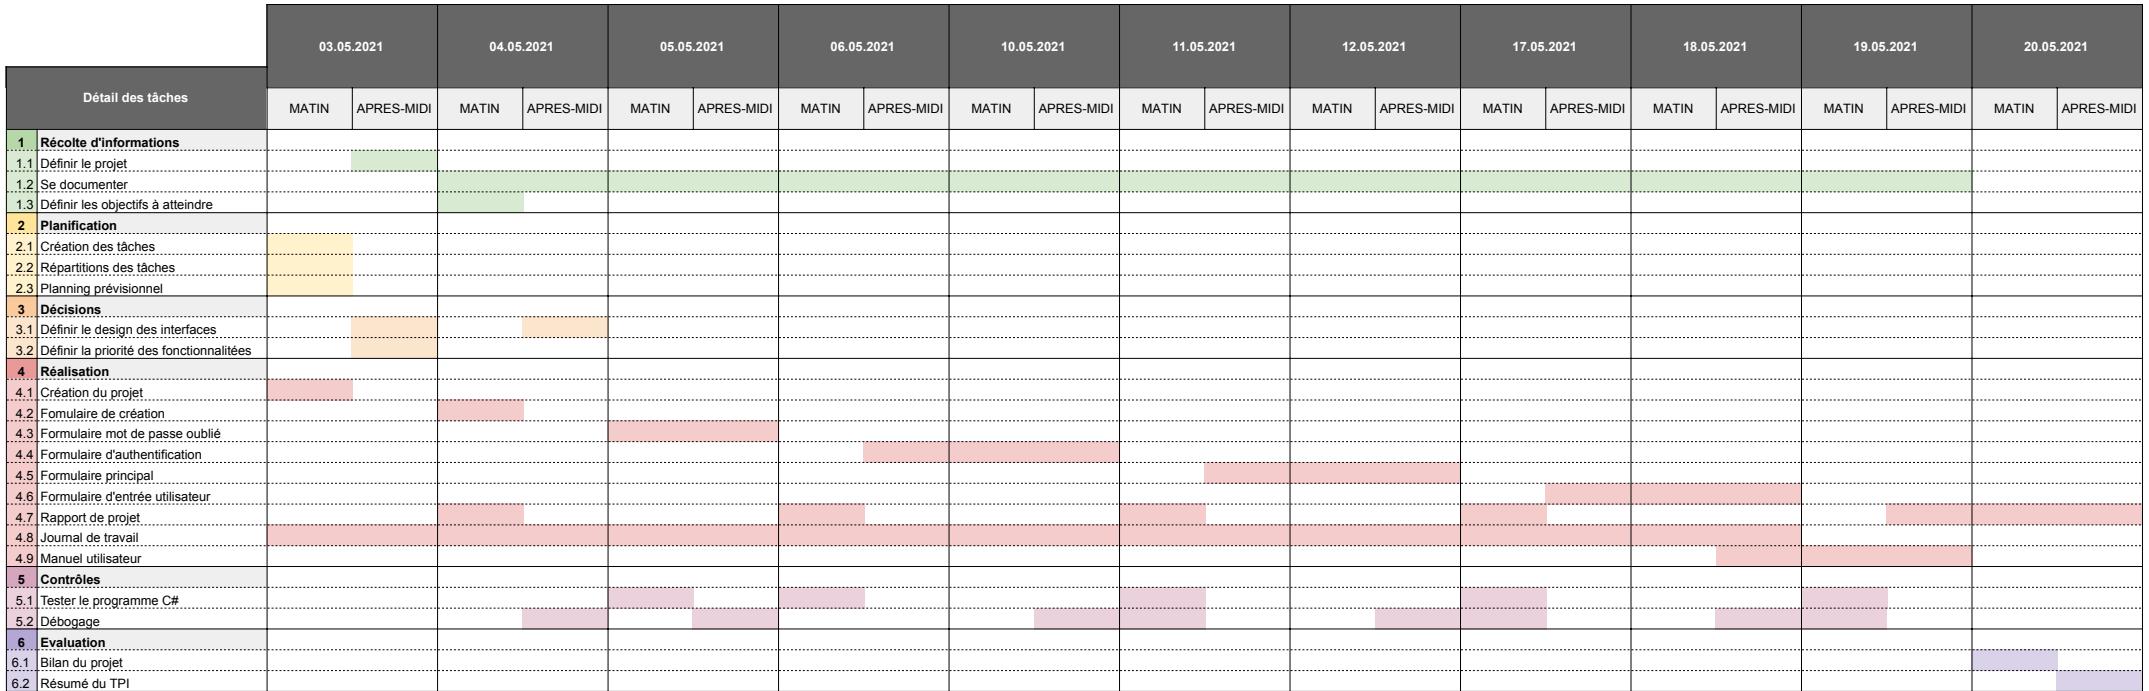 03.05.2021 04.05.2021 05.05.2021 06.05.2021 10.05.2021 11.05.2021 12.05.2021 17.05.2021 18.05.2021 19.05.2021 20.05.2021
Détail des tâches
MATIN APRES-MIDI MATIN APRES-MIDI MATIN APRES-MIDI MATIN APRES-MIDI MATIN APRES-MIDI MATIN APRES-MIDI MATIN APRES-MIDI MATIN APRES-MIDI MATIN APRES-MIDI MATIN APRES-MIDI MATIN APRES-MIDI
1 Récolte d'informations
1.1 Définir le projet
1.2 Se documenter
1.3 Définir les objectifs à atteindre
2 Planification
2.1 Création des tâches
2.2 Répartitions des tâches
2.3 Planning prévisionnel
3 Décisions
3.1 Définir le design des interfaces
3.2 Définir la priorité des fonctionnalitées
4 Réalisation
4.1 Création du projet
4.2 Fomulaire de création
4.3 Formulaire mot de passe oublié
4.4 Formulaire d'authentification
4.5 Formulaire principal
4.6 Formulaire d'entrée utilisateur
4.7 Rapport de projet
4.8 Journal de travail
4.9 Manuel utilisateur
5 Contrôles
5.1 Tester le programme C#
5.2 Débogage
6 Evaluation
6.1 Bilan du projet
6.2 Résumé du TPI